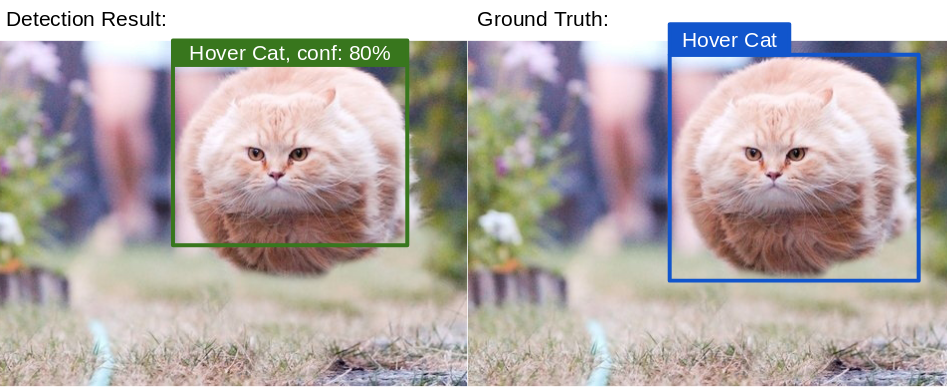 Detection Result:
Ground Truth:
Hover Cat, conf: 80%
Hover Cat